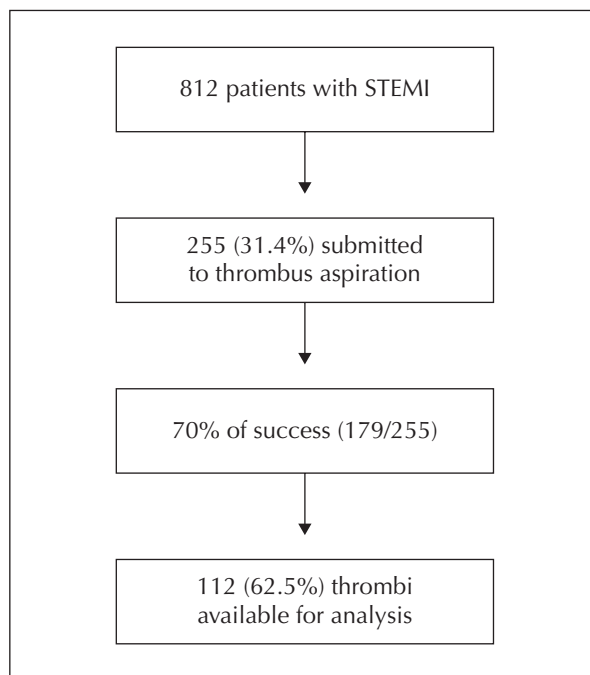 812 patients with STEMI
255 (31.4%) submitted
to thrombus aspiration
70% of success (179/255)
112 (62.5%) thrombi
available for analysis